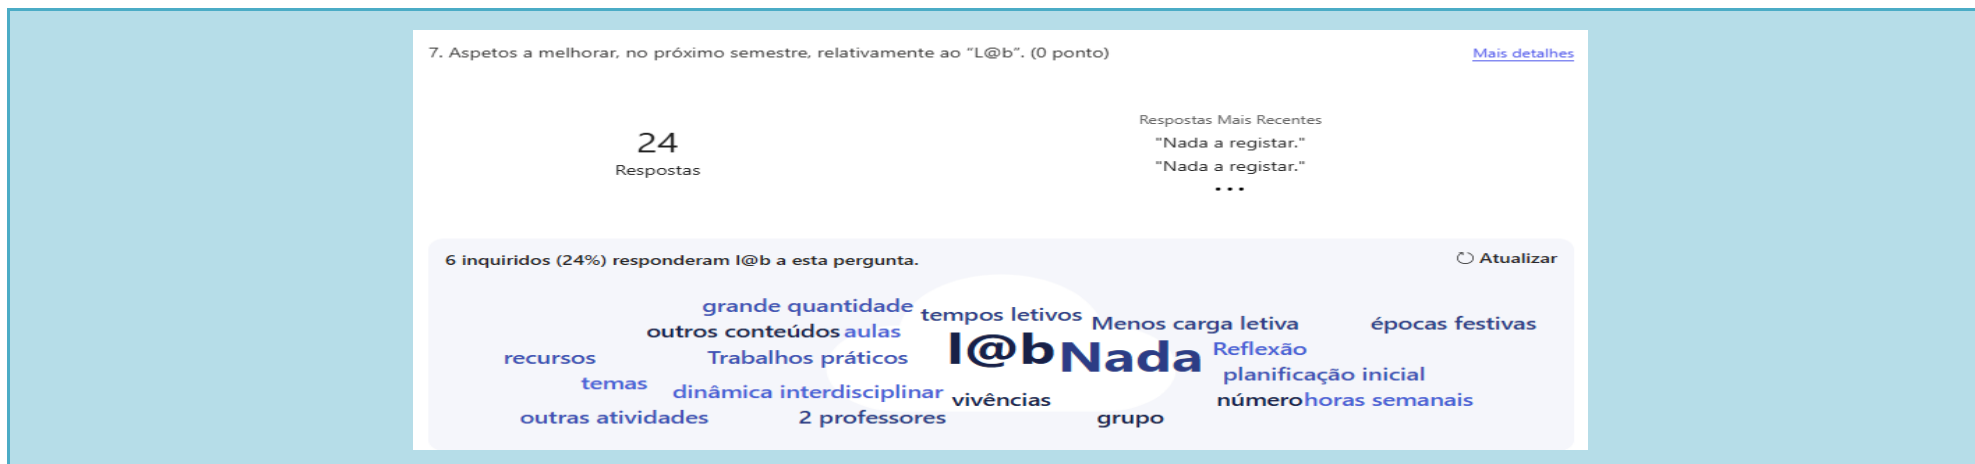 7. Aspetos a melhorar, no próximo semestre, relativamente ao "L@b". (0 ponto)
Mais detalhes
24
Respostas
Respostas Mais Recentes
"Nada a registar."
"Nada a registar."
...
6 inquiridos (24%) responderam l@b a esta pergunta.
Atualizar
grande quantidade
tempos letivos
Menos carga letiva
épocas festivas
outros conteúdos
aulas
l@b
Nada
Reflexão
recursos
Trabalhos práticos
planificação inicial
temas
dinâmica interdisciplinar
vivências
número
horas semanais
outras atividades
2 professores
grupo